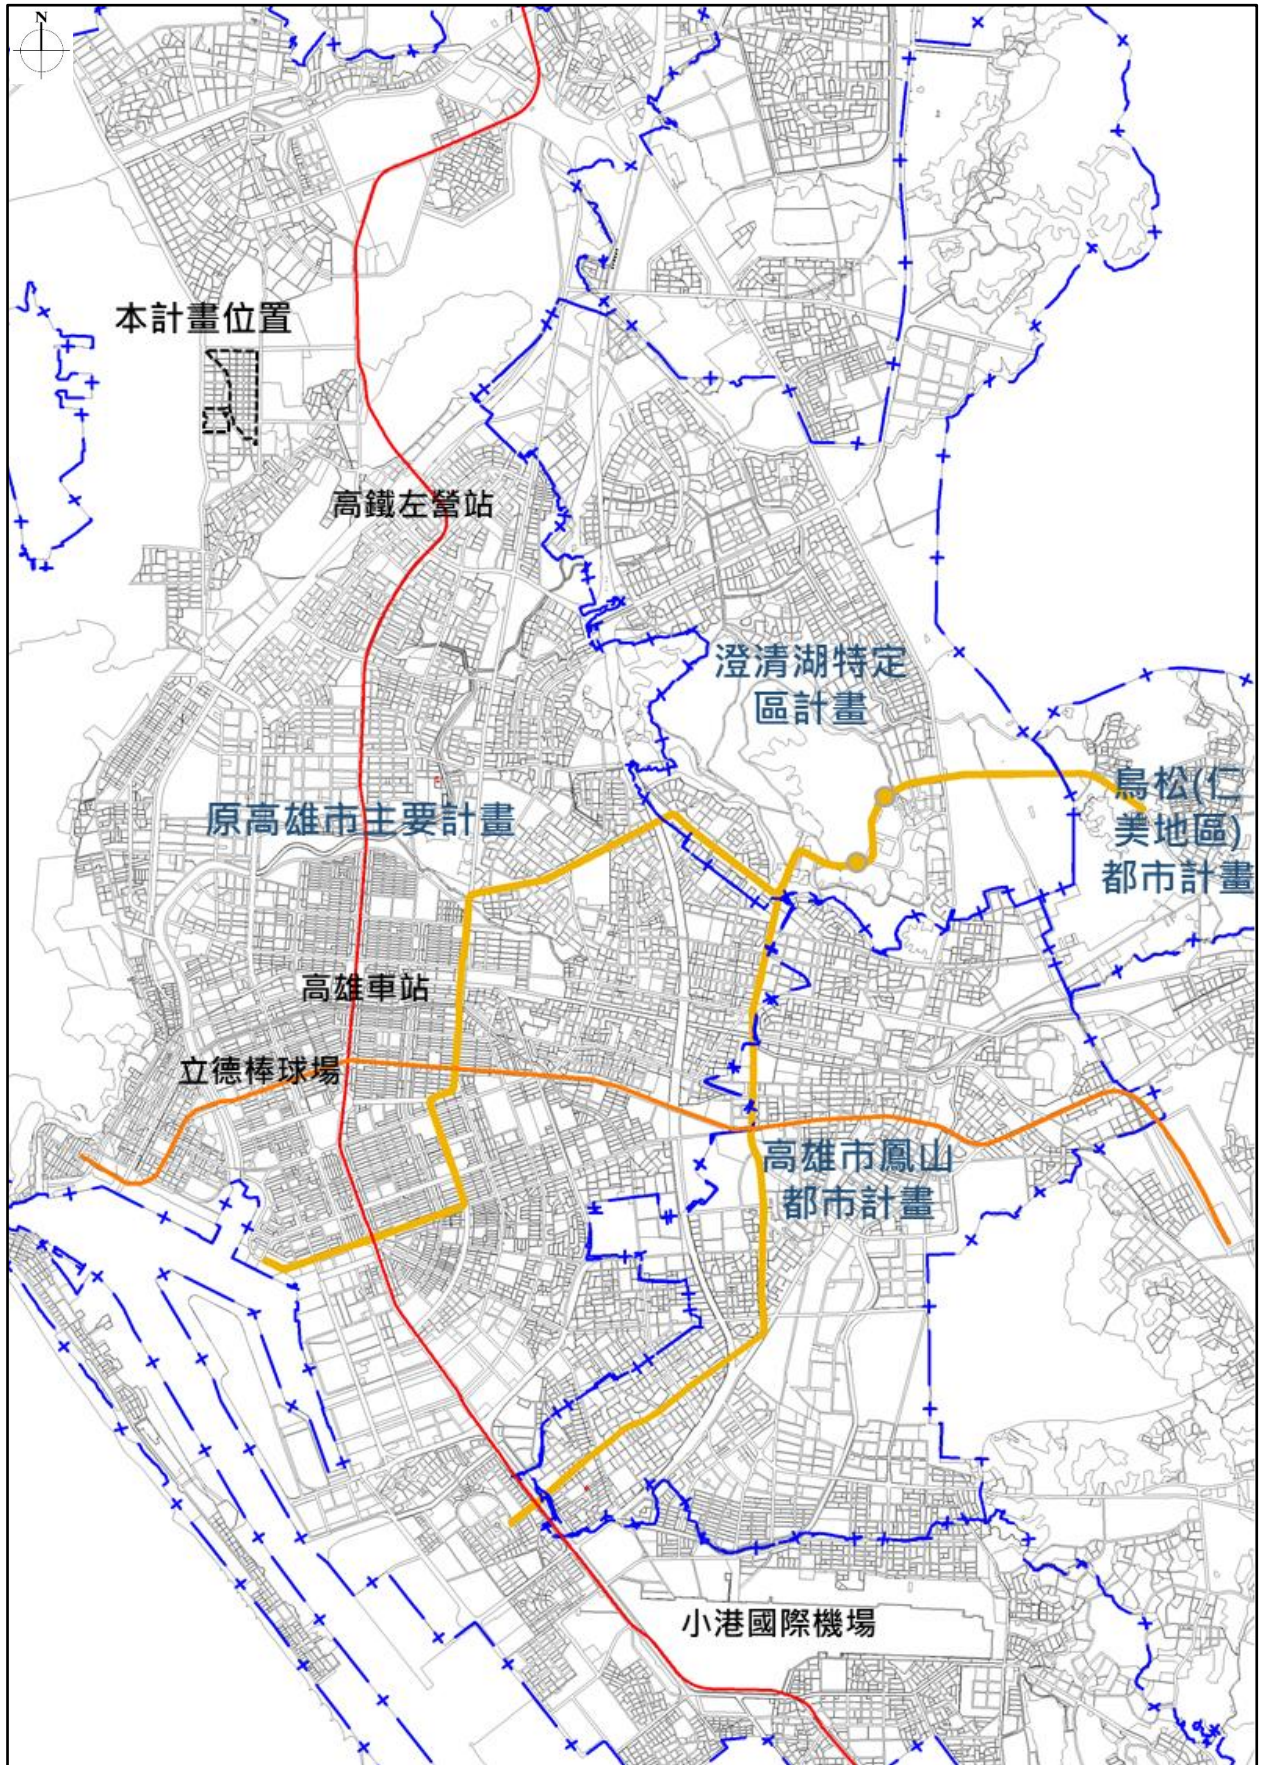 N
本計畫位置
高鐵左營站
澄清湖特定
區計畫
鳥松(仁
美地區)
都市計畫
原高雄市主要計畫
高雄車站
立德棒球場
高雄市鳳山
都市計畫
小港國際機場